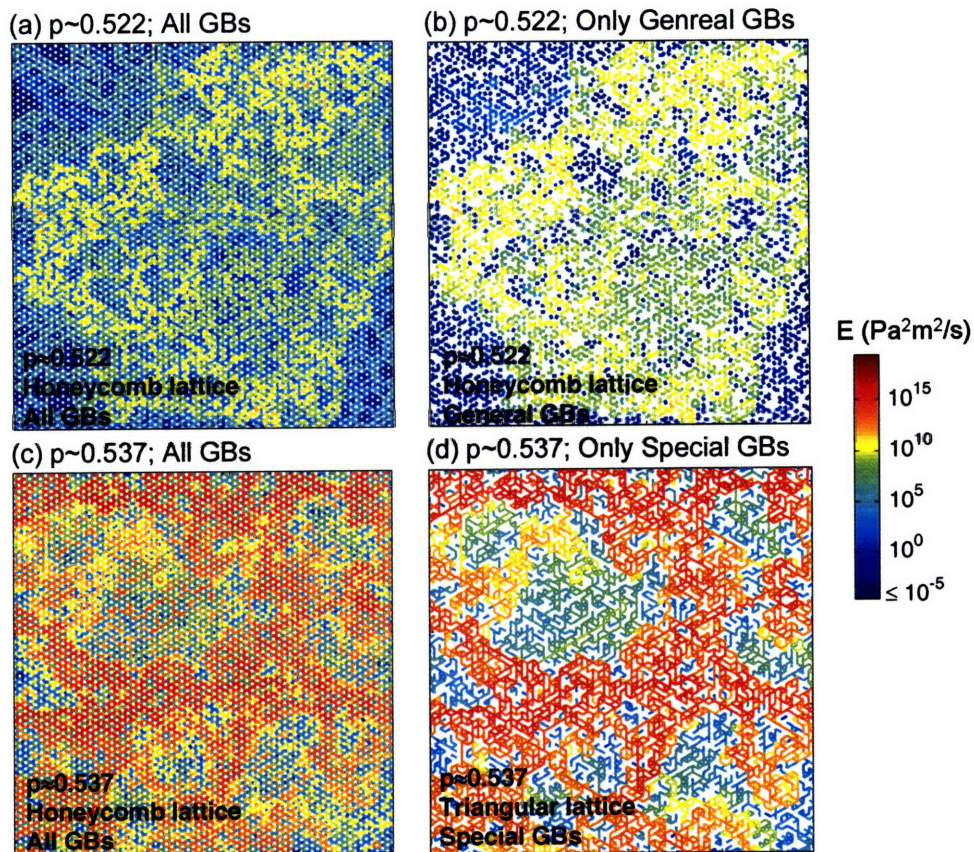 (a) p~0.522; All GBs
(b) p~0.522; Only Genreal GBs
p≈0.522
Honeycomb lattice
All GBs
p≈0.522
Honeycomb lattice
General GBs
E (Pa²m²/s)
10¹⁵
10¹⁰
10⁵
10⁰
≤ 10⁻⁵
(c) p~0.537; All GBs
(d) p~0.537; Only Special GBs
p≈0.537
Honeycomb lattice
All GBs
p≈0.537
Triangular lattice
Special GBs